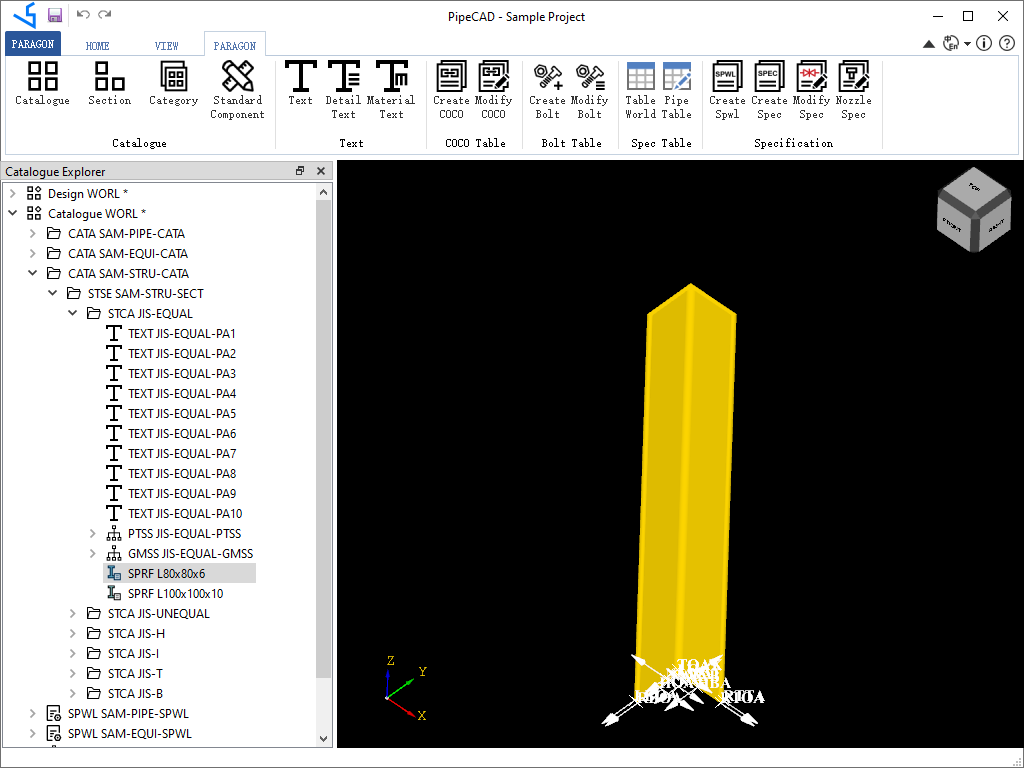 PipeCAD - Sample Project
PARAGON HOME VIEW PARAGON
Catalogue Section Category Standard Component
Text Detail Text Material Text
Create COCO Modify COCO
Create Bolt Modify Bolt
Table World Pipe Table
SPWL SPEC
Create Spwl Create Spec Modify Spec Nozzle Spec
Catalogue Text COCO Table Bolt Table Spec Table Specification
Catalogue Explorer
Design WORL *
Catalogue WORL *
CATA SAM-PIPE-CATA
CATA SAM-EQUI-CATA
CATA SAM-STRU-CATA
STSE SAM-STRU-SECT
STCA JIS-EQUAL
TEXT JIS-EQUAL-PA1
TEXT JIS-EQUAL-PA2
TEXT JIS-EQUAL-PA3
TEXT JIS-EQUAL-PA4
TEXT JIS-EQUAL-PA5
TEXT JIS-EQUAL-PA6
TEXT JIS-EQUAL-PA7
TEXT JIS-EQUAL-PA8
TEXT JIS-EQUAL-PA9
TEXT JIS-EQUAL-PA10
PTSS JIS-EQUAL-PTSS
GMSS JIS-EQUAL-GMSS
SPRF L80x80x6
SPRF L100x100x10
STCA JIS-UNEQUAL
STCA JIS-H
STCA JIS-I
STCA JIS-T
STCA JIS-B
SPWL SAM-PIPE-SPWL
SPWL SAM-EQUI-SPWL
TOP
FRONT RIGHT
Z
Y
X